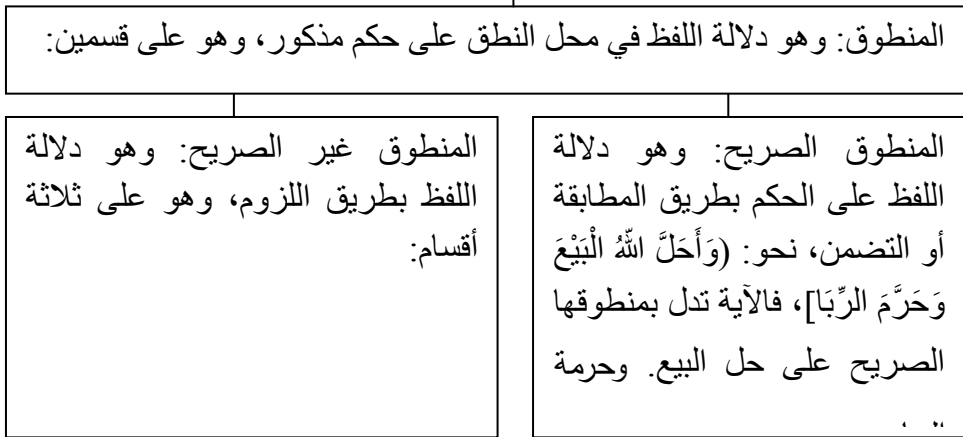 المنطوق: وهو دلالة اللفظ في محل النطق على حكم مذكور، وهو على قسمين:
المنطوق الصريح: وهو دلالة
اللفظ على الحكم بطريق المطابقة
أو التضمن، نحو: (وَأَحَلَّ اللّهُ الْبَيْعَ
وَحَرَّمَ الرِّبَا]، فالآية تدل بمنطوقها
الصريح على حل البيع. وحرمة
المنطوق غير الصريح: وهو دلالة
اللفظ بطريق اللزوم، وهو على ثلاثة
أقسام: